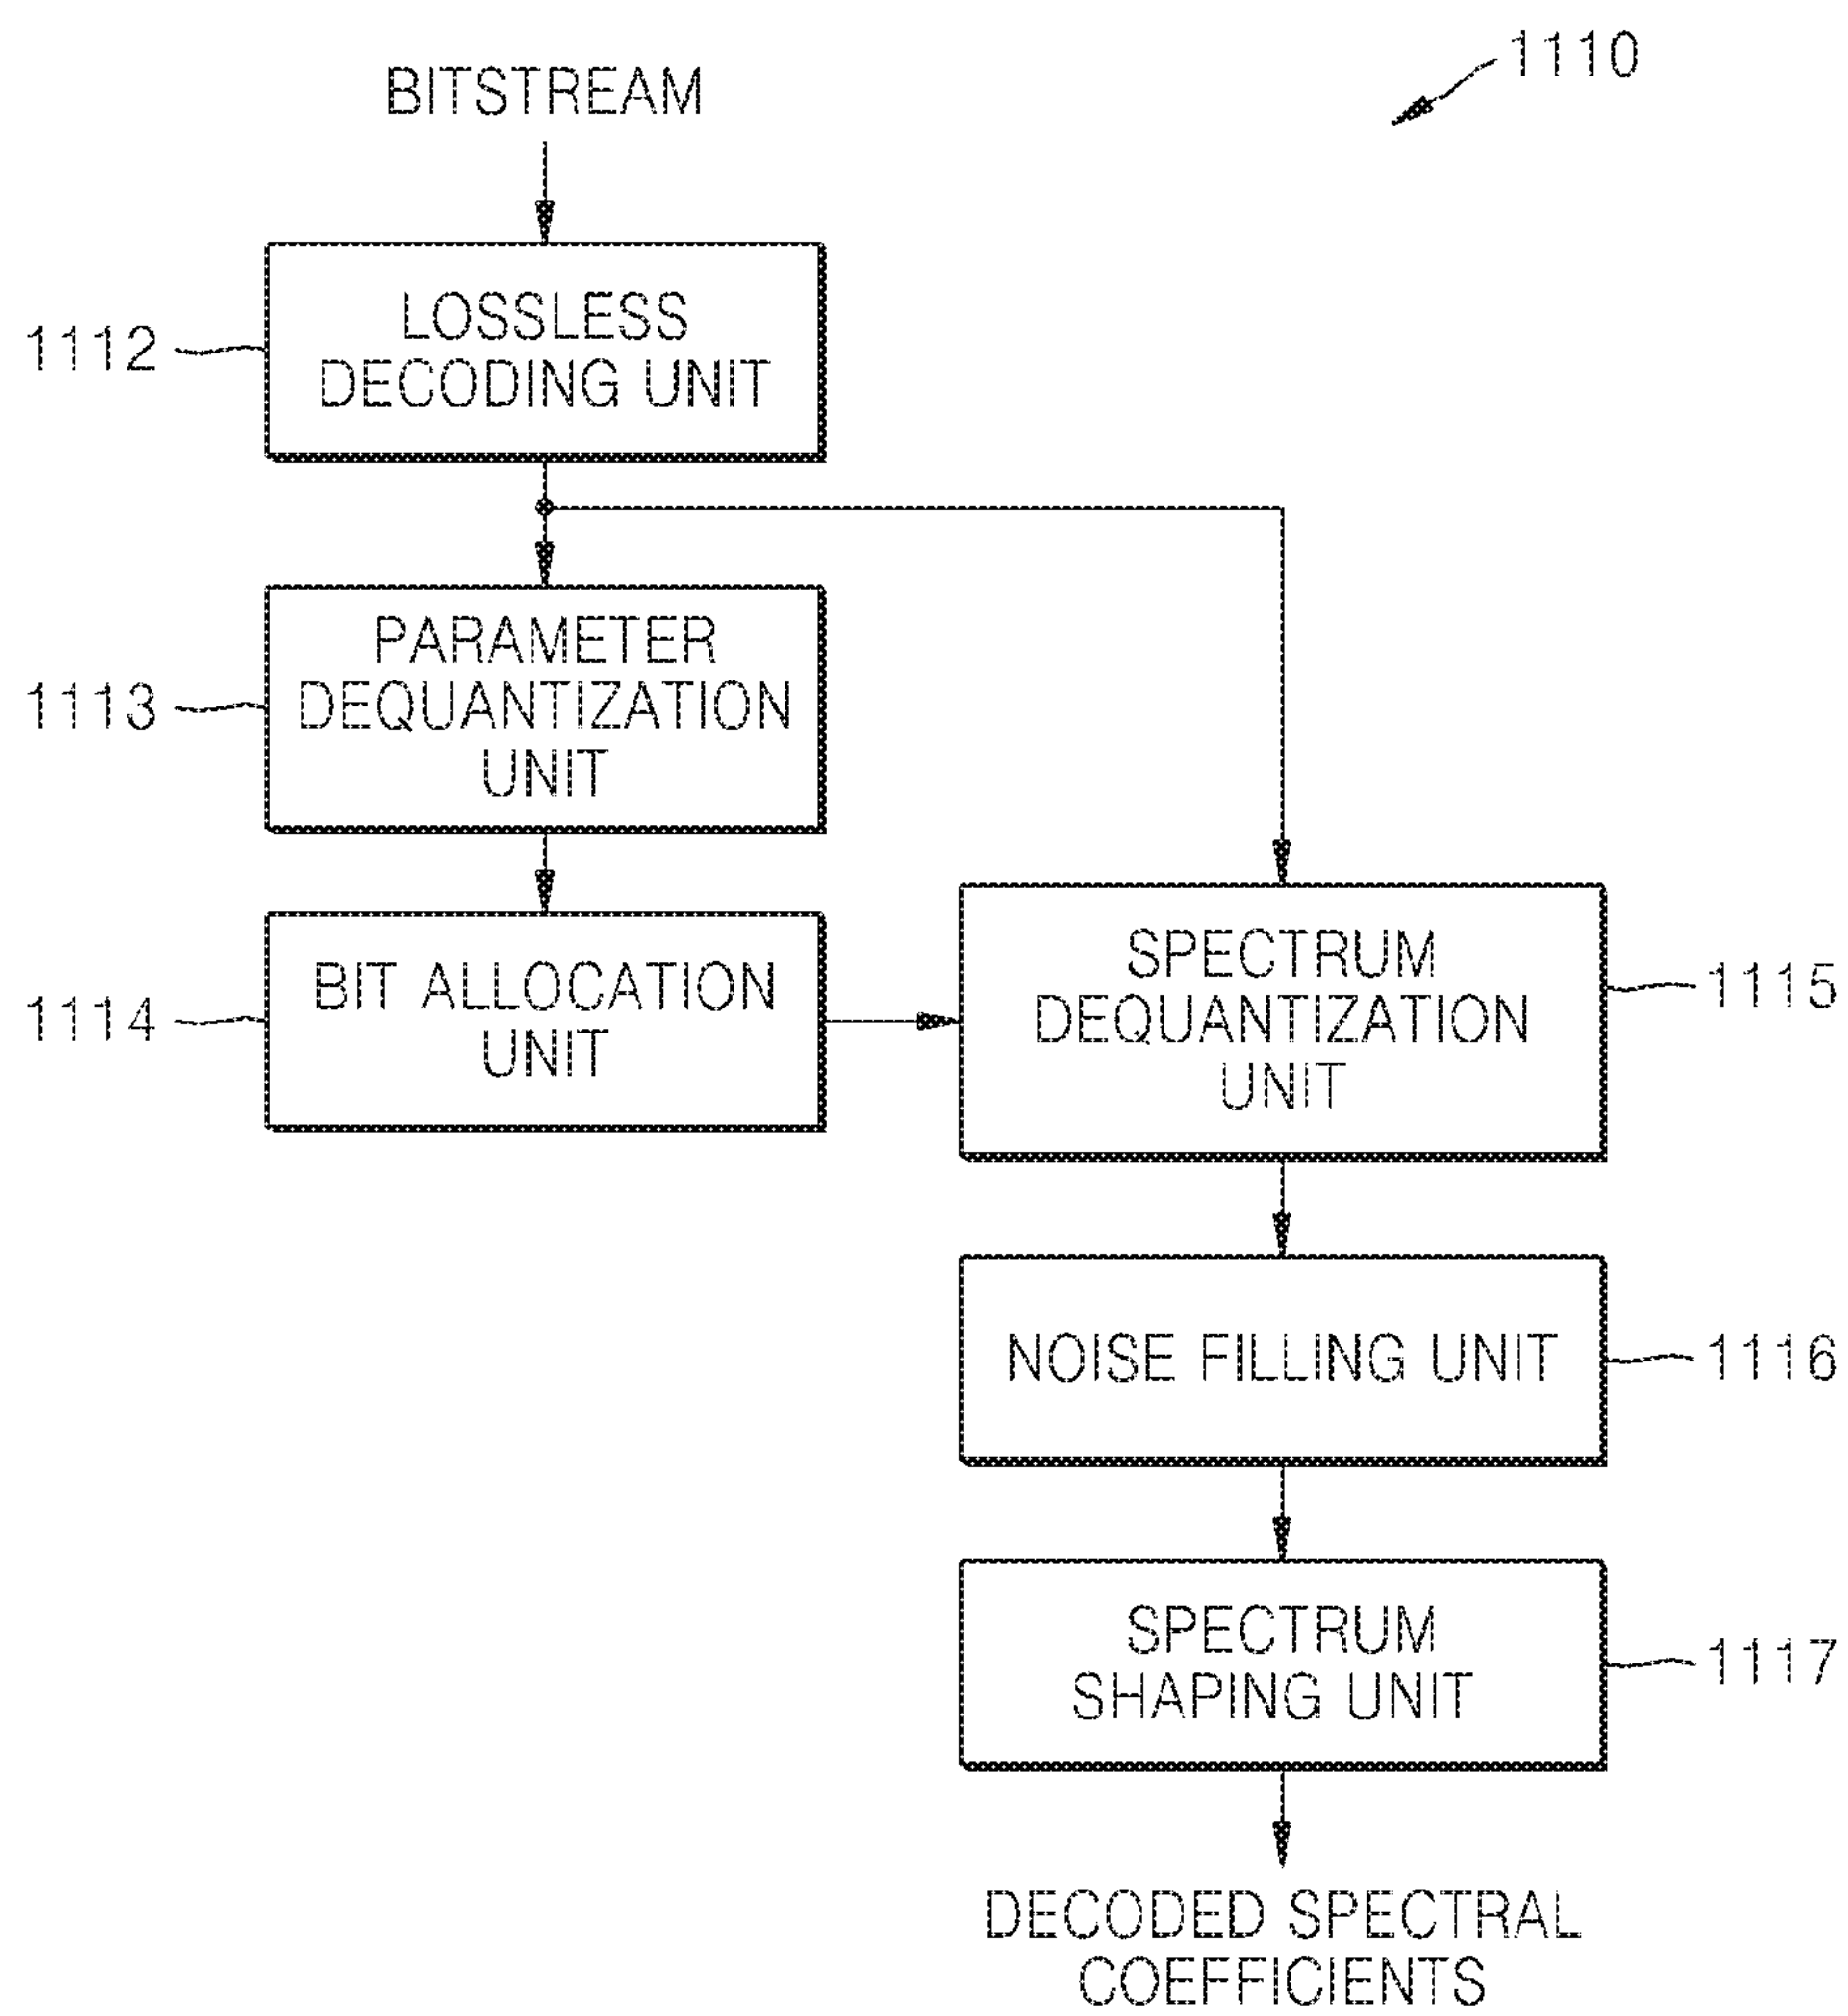 1110
BITSTREAM
1112
LOSSLESS
DECODING UNIT
1113
PARAMETER
DEQUANTIZATION
UNIT
1114
BIT ALLOCATION
UNIT
SPECTRUM
DEQUANTIZATION
UNIT
1115
NOISE FILLING UNIT
1116
SPECTRUM
SHAPING UNIT
1117
DECODED SPECTRAL
COEFFICIENTS